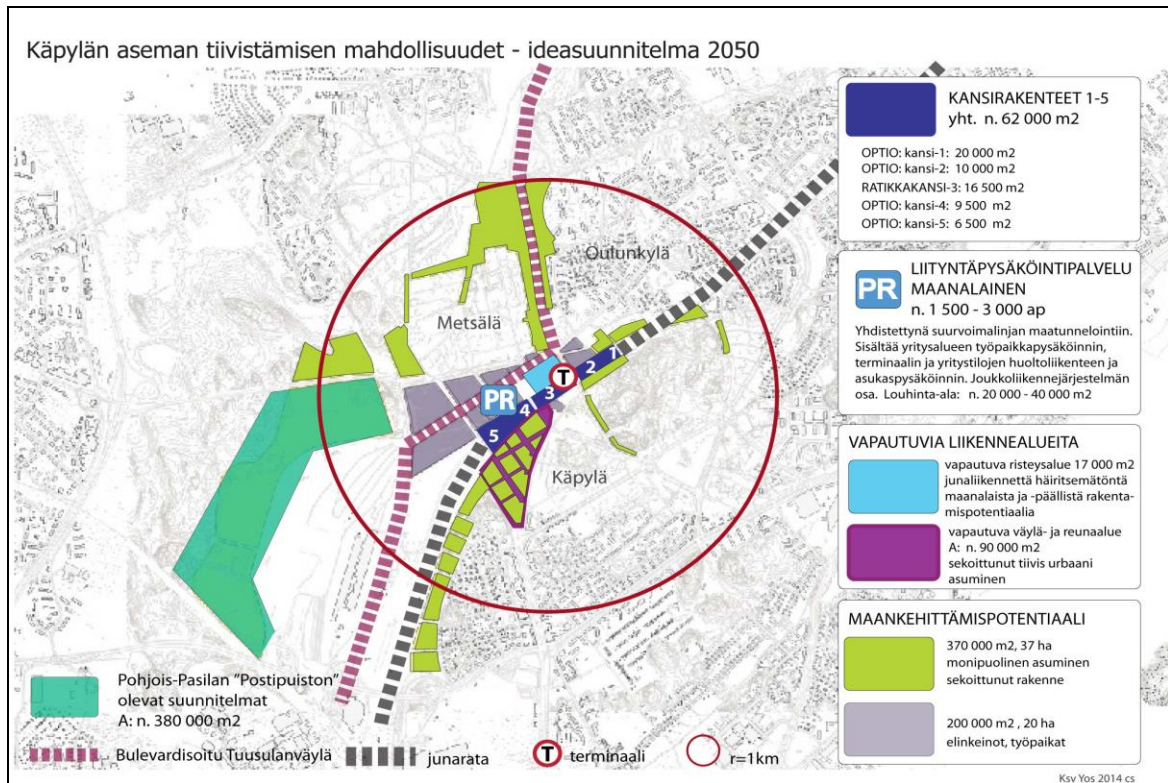 Käpylän aseman tiivistämisen mahdollisuudet - ideasuunnitelma 2050
KANSIRAKENTEET 1-5
yht. n. 62 000 m2
OPTIO: kansi-1: 20 000 m2
OPTIO: kansi-2: 10 000 m2
RATIKKAKANSI-3: 16 500 m2
OPTIO: kansi-4: 9 500 m2
OPTIO: kansi-5: 6 500 m2
PR
LIITYNTÄPYSÄKÖINTIPALVELU
MAANALAINEN
n. 1 500 - 3 000 ap
Yhdistettynä suurvoimalinjan maatunnelointiin.
Sisältää yritysalueen työpaikkapysäköinnin,
terminaalin ja yritystilojen huoltoliikenteen ja
asukaspysäköinnin. Joukkoliikennejärjestelmän
osa. Louhinta-ala: n. 20 000 - 40 000 m2
VAPAUTUVIA LIIKENNEALUEITA
vapautuva risteysalue 17 000 m2
junaliikennettä häiritsemätöntä
maanalaista ja -päällistä rakenta-
mispotentiaalia
vapautuva väylä- ja reunaalue
A: n. 90 000 m2
sekoittunut tiivis urbaani
asuminen
MAANKEHITTÄMISPOTENTIAALI
370 000 m2, 37 ha
monipuolinen asuminen
sekoittunut rakenne
200 000 m2 , 20 ha
elinkeinot, työpaikat
Oulunkylä
Metsälä
1
2
T
3
PR
4
5
Käpylä
Pohjois-Pasilan "Postipuiston"
olevat suunnitelmat
A: n. 380 000 m2
Bulevardisoitu Tuusulanväylä
junarata
T
terminaali
r=1km
Ksv Yos 2014 cs